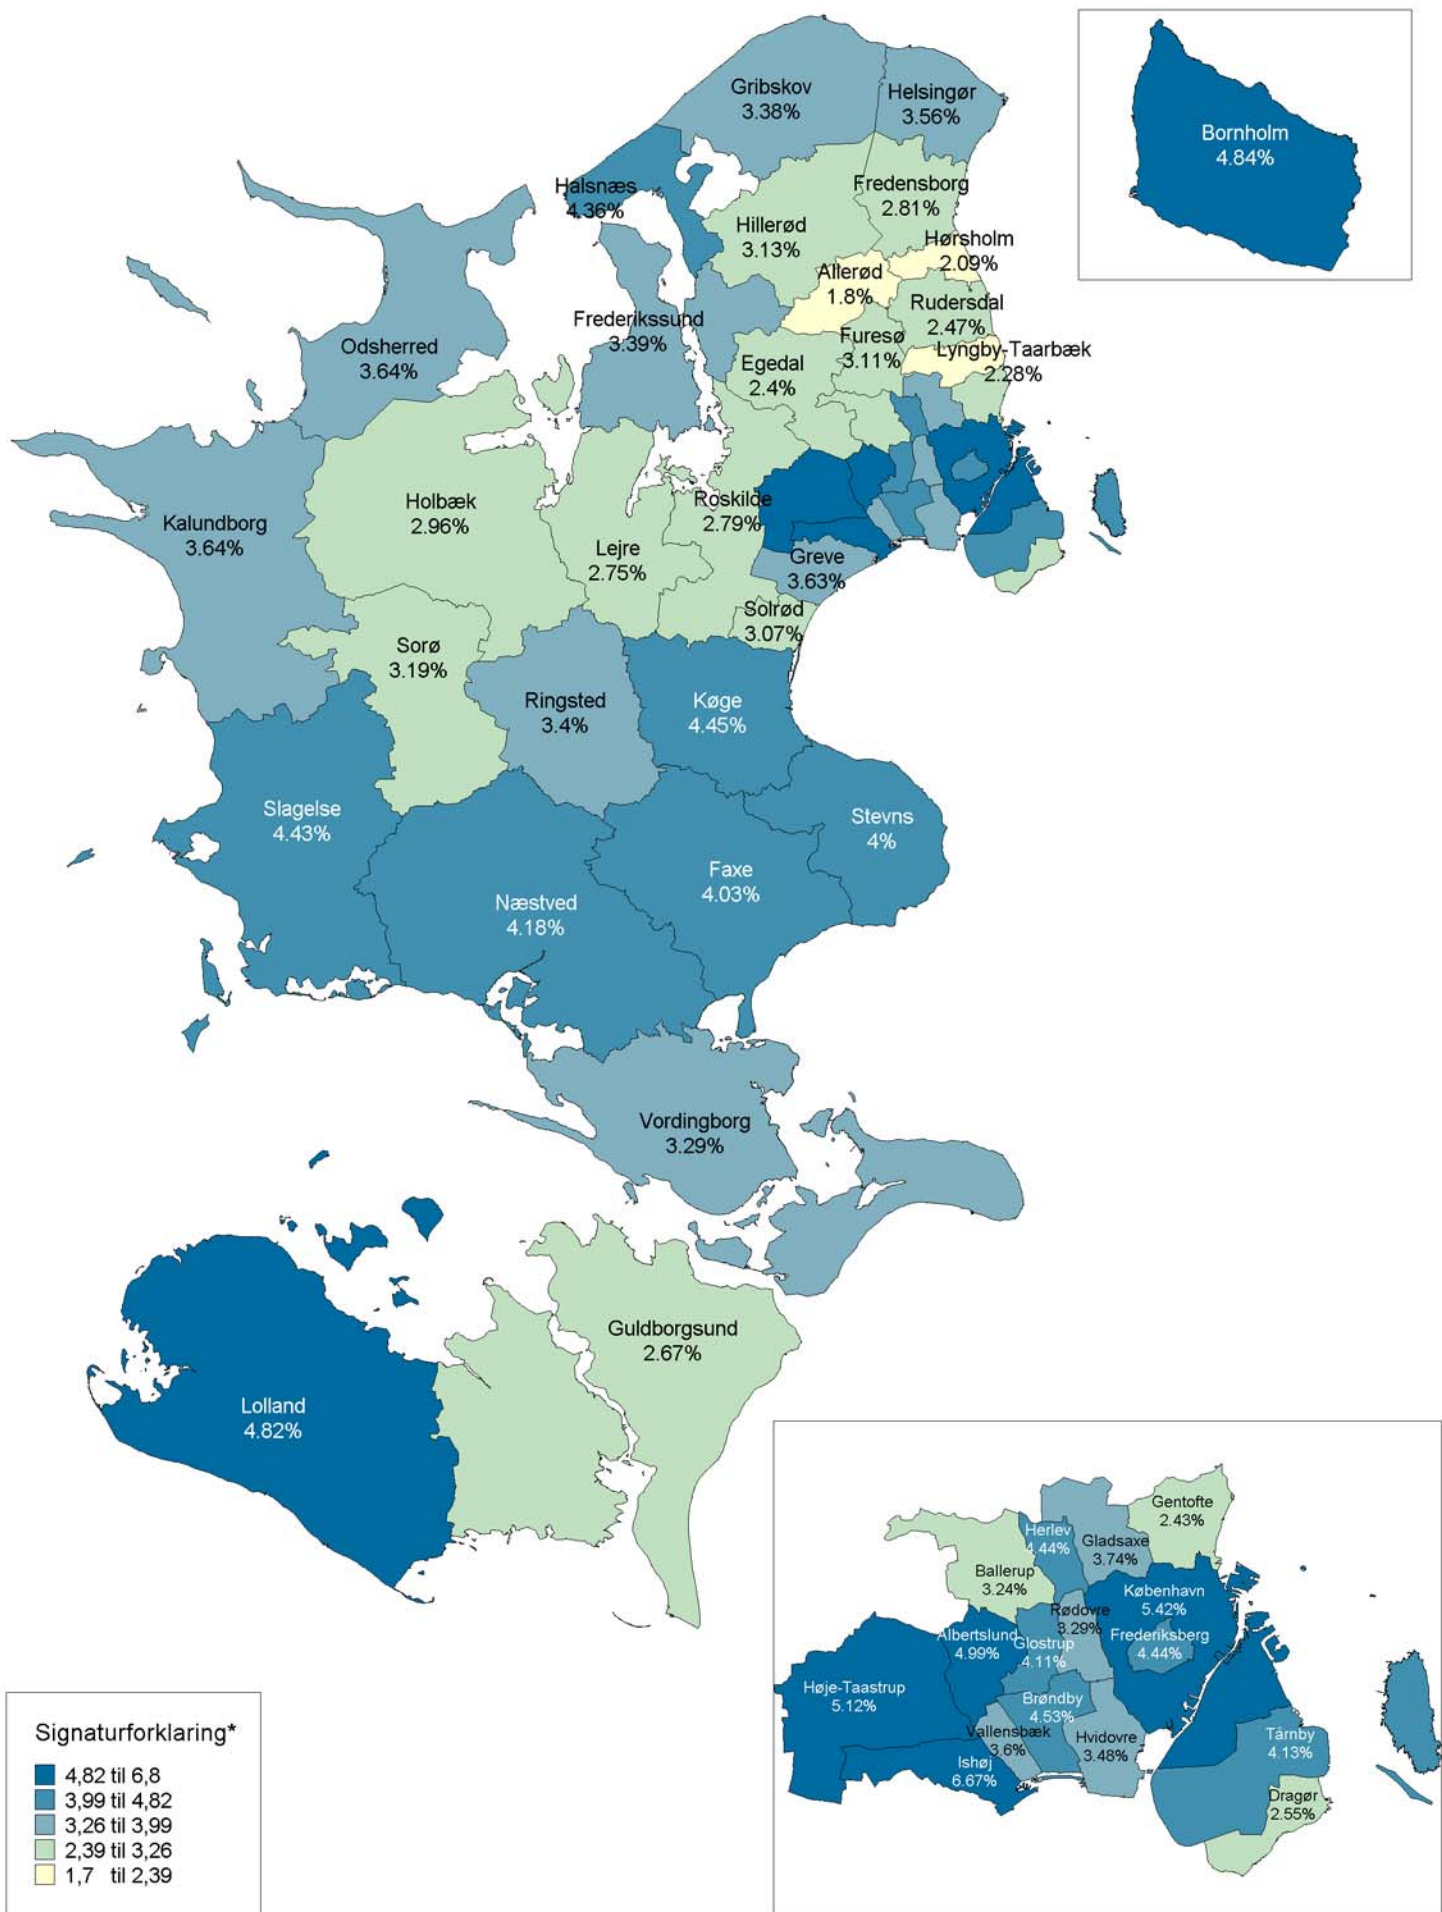 Gribskov
3.38%
Helsingør
3.56%
Bornholm
4.84%
Halsnæs
4.36%
Fredensborg
2.81%
Hillerød
3.13%
Hørsholm
2.09%
Allerød
1.8%
Rudersdal
2.47%
Frederikssund
3.39%
Furesø
3.11%
Odsherred
3.64%
Egedal
2.4%
Lyngby-Taarbæk
2.28%
Holbæk
2.96%
Roskilde
2.79%
Kalundborg
3.64%
Lejre
2.75%
Greve
3.63%
Solrød
3.07%
Sorø
3.19%
Ringsted
3.4%
Køge
4.45%
Slagelse
4.43%
Stevns
4%
Faxe
4.03%
Næstved
4.18%
Vordingborg
3.29%
Guldborgsund
2.67%
Lolland
4.82%
Gentofte
2.43%
Herlev
4.44%
Gladsaxe
3.74%
Ballerup
3.24%
København
5.42%
Rødovre
3.29%
Albertslund
4.99%
Glostrup
4.11%
Frederiksberg
4.44%
Høje-Taastrup
5.12%
Brøndby
4.53%
Vallensbæk
3.6%
Hvidovre
3.48%
Tårnby
4.13%
Ishøj
6.67%
Dragør
2.55%
Signaturforklaring*
4,82 til 6,8
3,99 til 4,82
3,26 til 3,99
2,39 til 3,26
1,7 til 2,39